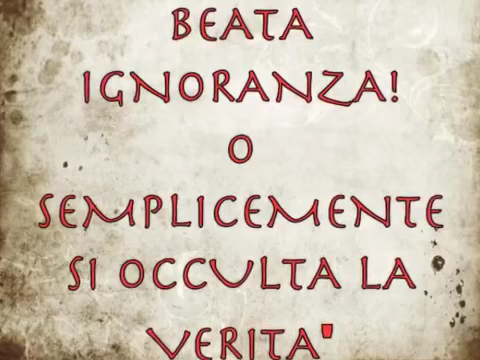 BEATA
IGNORANZA!
O
SEMPLICEMENTE
SI OCCULTA LA
VERITA'